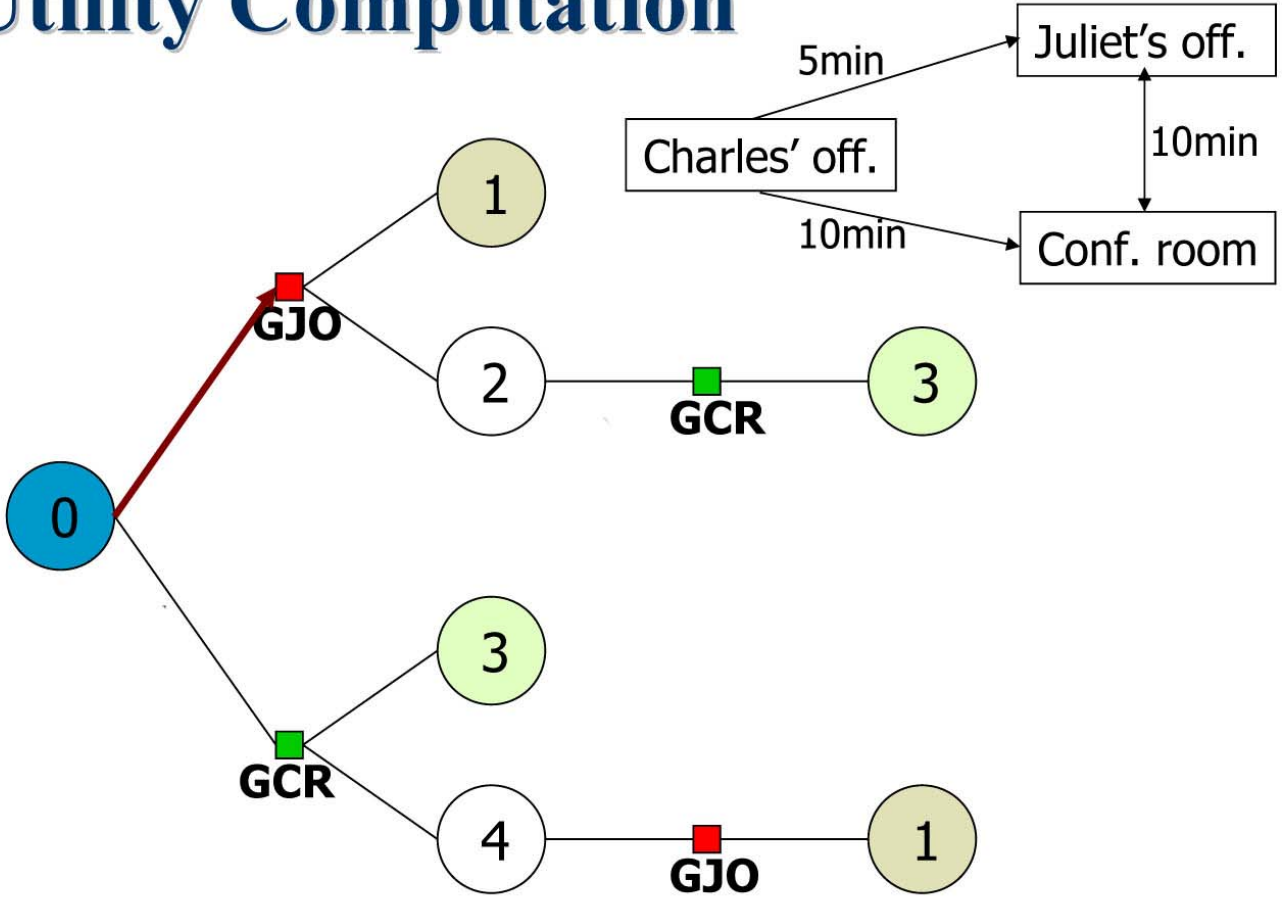 Utility Computation
5min
Juliet's off.
Charles' off.
10min
10min
Conf. room
1
GJO
2
GCR
3
0
3
GCR
4
GJO
1